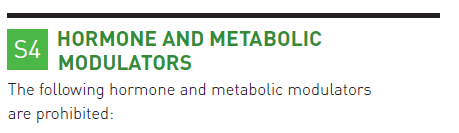 S4 HORMONE AND METABOLIC
MODULATORS
The following hormone and metabolic modulators
are prohibited: